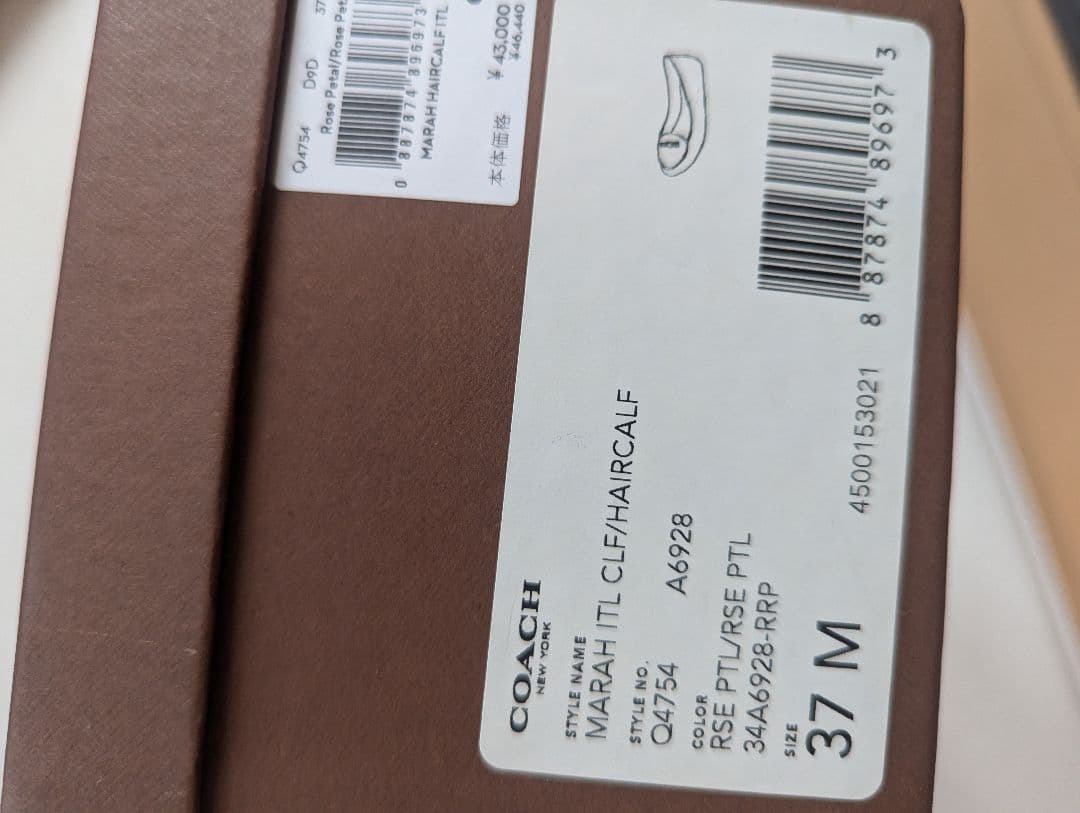 Q4754 D9D 37
Rose Petal/Rose Pet
0 887874 896973
MARAH HAIRCALF ITL
本体価格 ¥43,000
¥46,440
COACH
NEW YORK
STYLE NAME
MARAH ITL CLF/HAIRCALF
STYLE NO.
Q4754 A6928
COLOR
RSE PTL/RSE PTL
34A6928-RRP
SIZE
37 M
4500153021
8 87874 89697 3